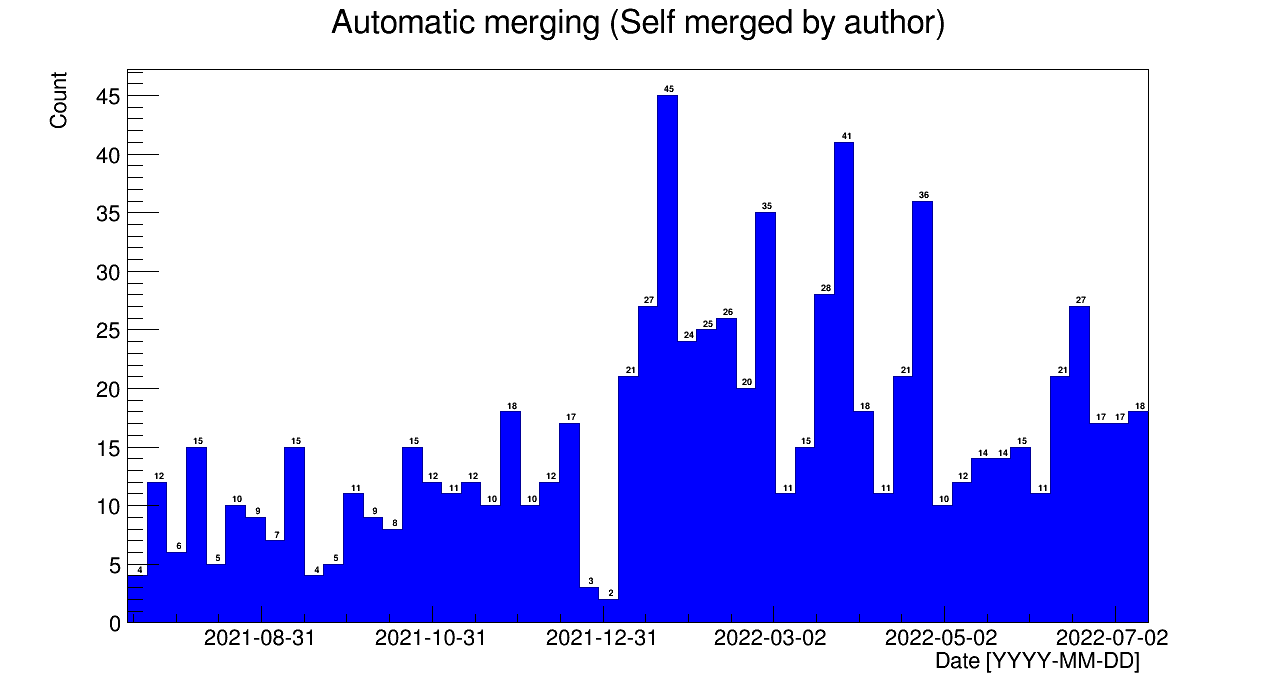 Automatic merging (Self merged by author)
Count
45
40
35
30
25
20
15
10
5
0
4 12 6 15 5 10 9 7 15 4 5 11 9 8 15 12 11 12 10 18 10 12 17 3 2 21 27 45 24 25 26 20 35 11 15 28 41 18 11 21 36 10 12 14 14 15 11 21 27 17 17 18
2021-08-31 2021-10-31 2021-12-31 2022-03-02 2022-05-02 2022-07-02
Date [YYYY-MM-DD]